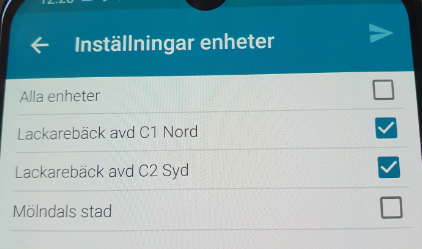 Inställningar enheter
Alla enheter
Lackarebäck avd C1 Nord
Lackarebäck avd C2 Syd
Mölndals stad